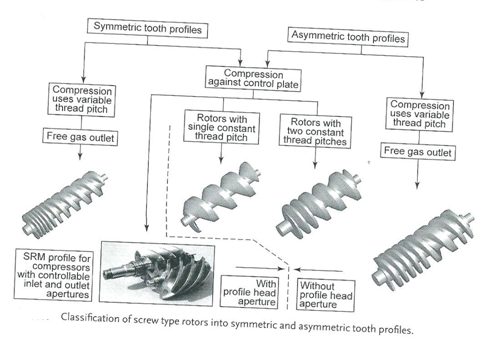 Symmetric tooth profiles
Asymmetric tooth profiles
Compression
against control plate
Compression
uses variable
thread pitch
Free gas outlet
Rotors with
single constant
thread pitch
Rotors with
two constant
thread pitches
Compression
uses variable
thread pitch
Free gas outlet
SRM profile for
compressors
with controllable
inlet and outlet
apertures
With
profile head
aperture
Without
profile head
aperture
Classification of screw type rotors into symmetric and asymmetric tooth profiles.